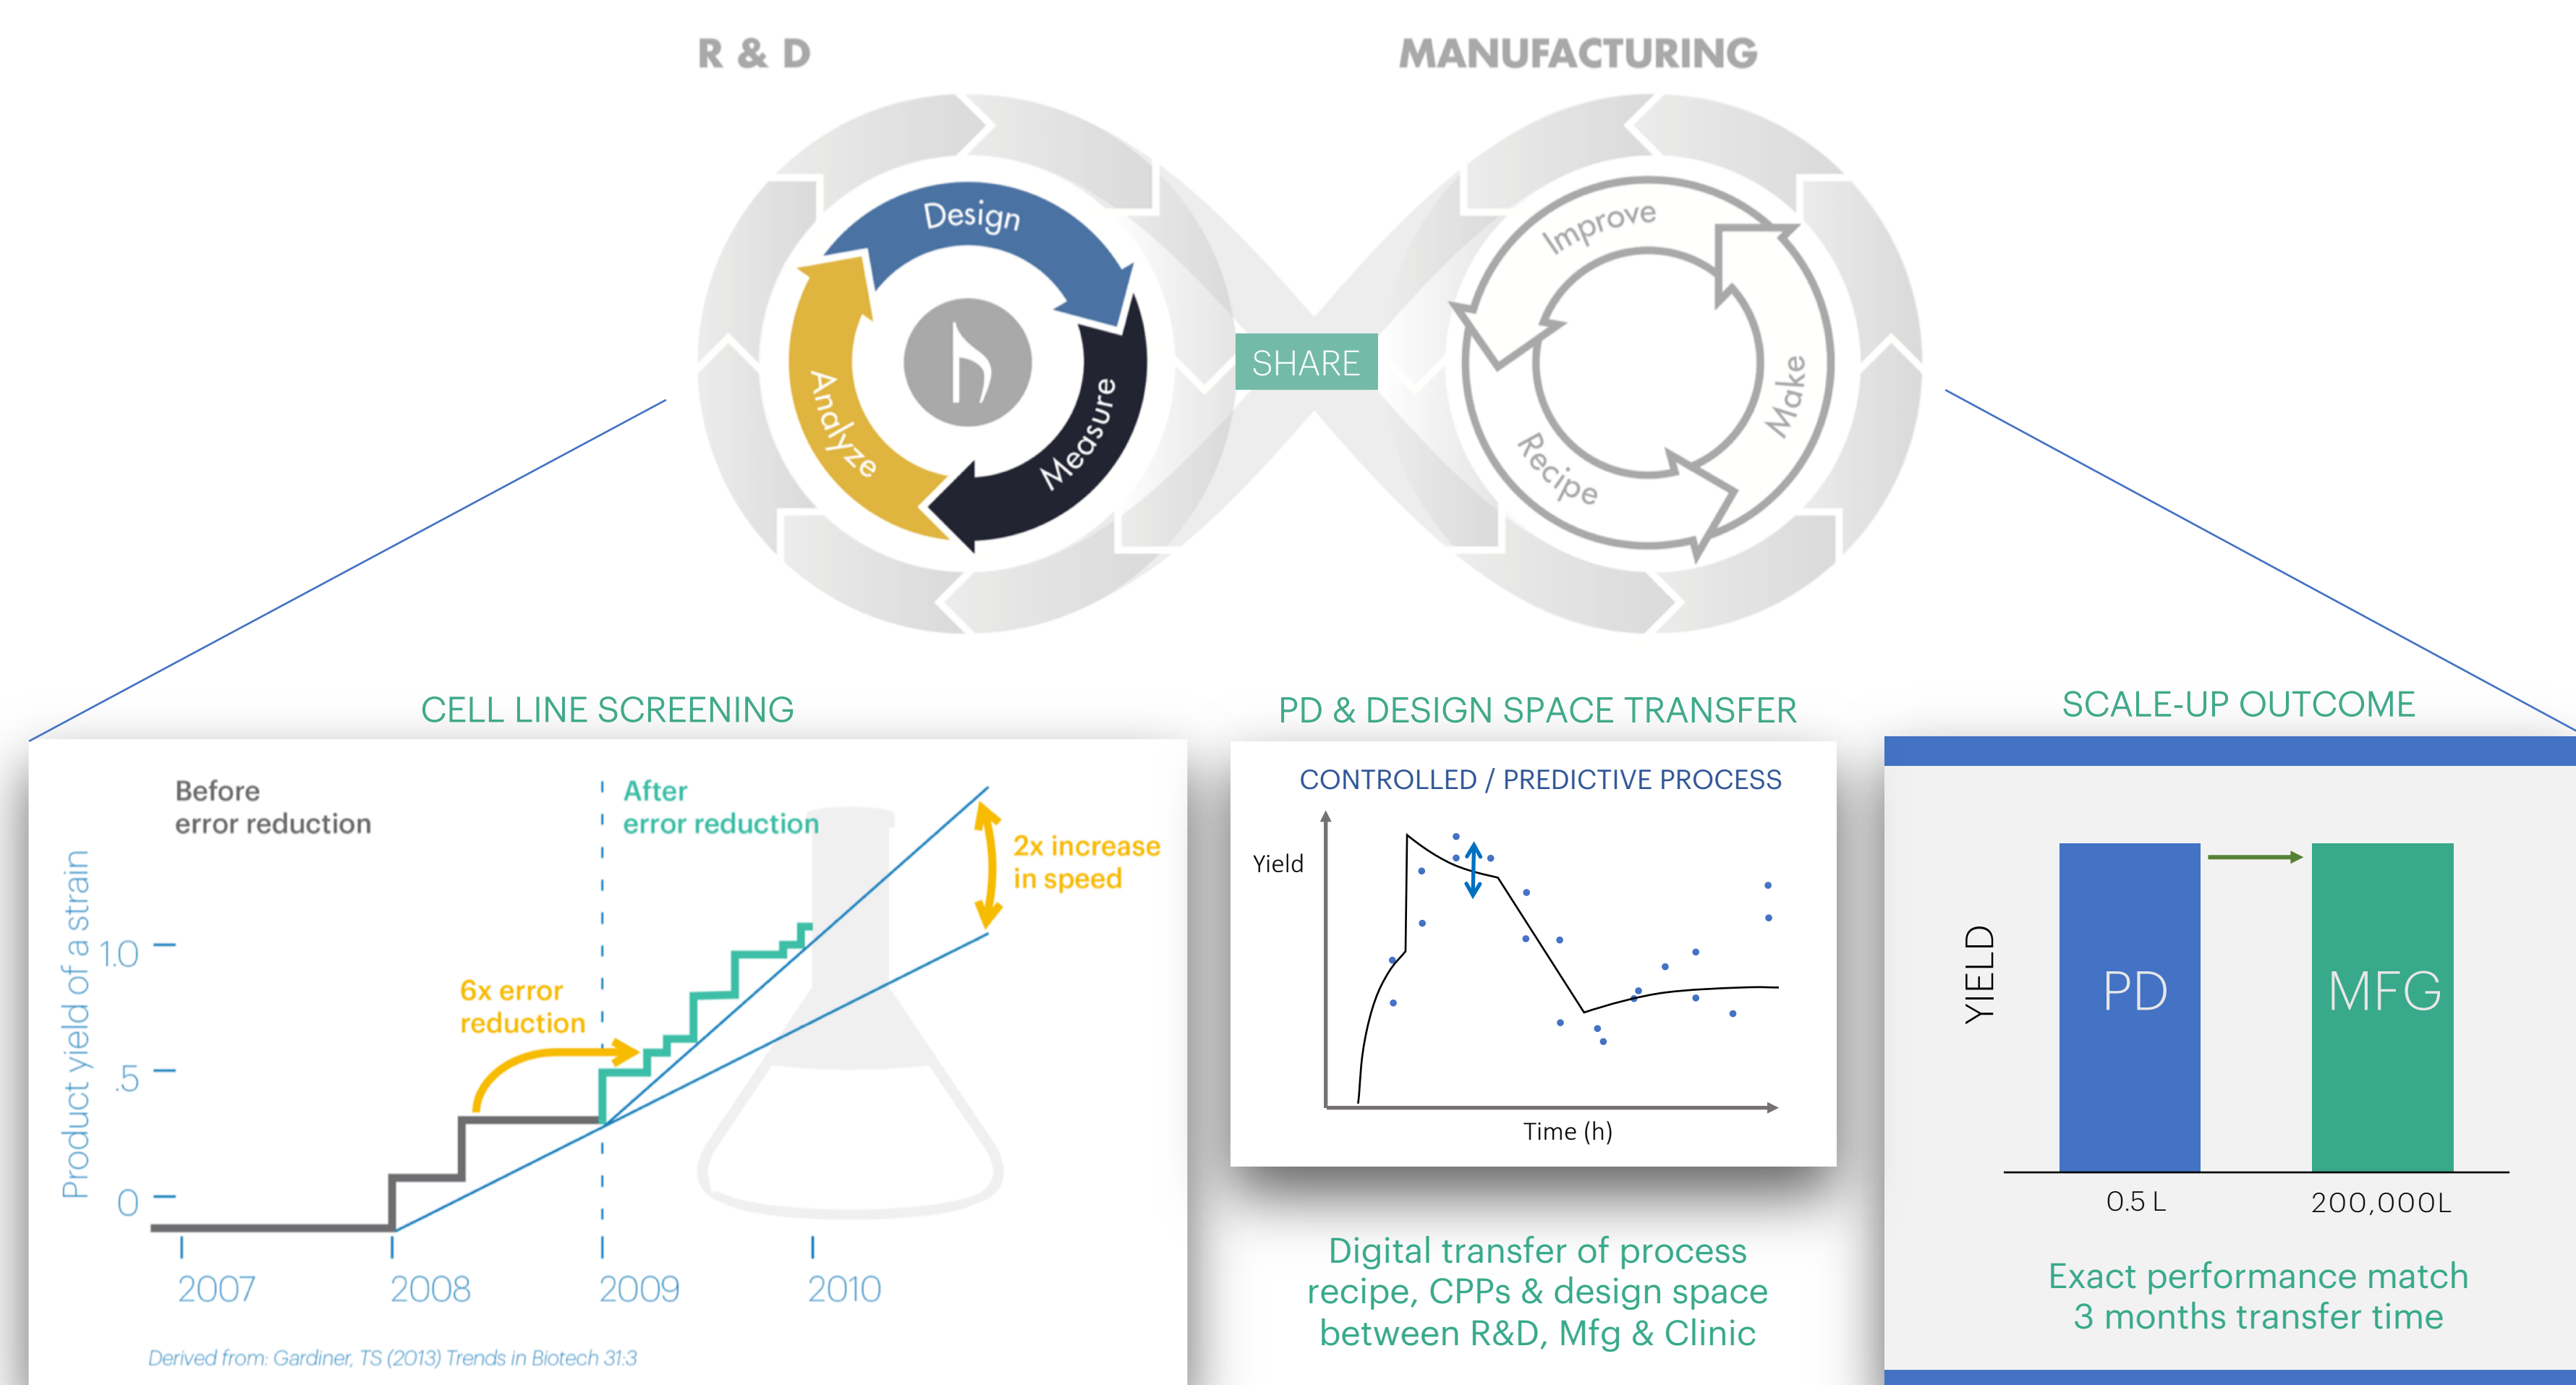 R & D
MANUFACTURING
Design
Measure
Analyze
SHARE
Improve
Make
Recipe
CELL LINE SCREENING
Before
error reduction
After
error reduction
2x increase
in speed
6x error
reduction
Product yield of a strain
1.0
.5
0
2007
2008
2009
2010
Derived from: Gardiner, TS (2013) Trends in Biotech 31:3
PD & DESIGN SPACE TRANSFER
CONTROLLED / PREDICTIVE PROCESS
Yield
Time (h)
Digital transfer of process
recipe, CPPs & design space
between R&D, Mfg & Clinic
SCALE-UP OUTCOME
YIELD
PD
MFG
0.5 L
200,000L
Exact performance match
3 months transfer time